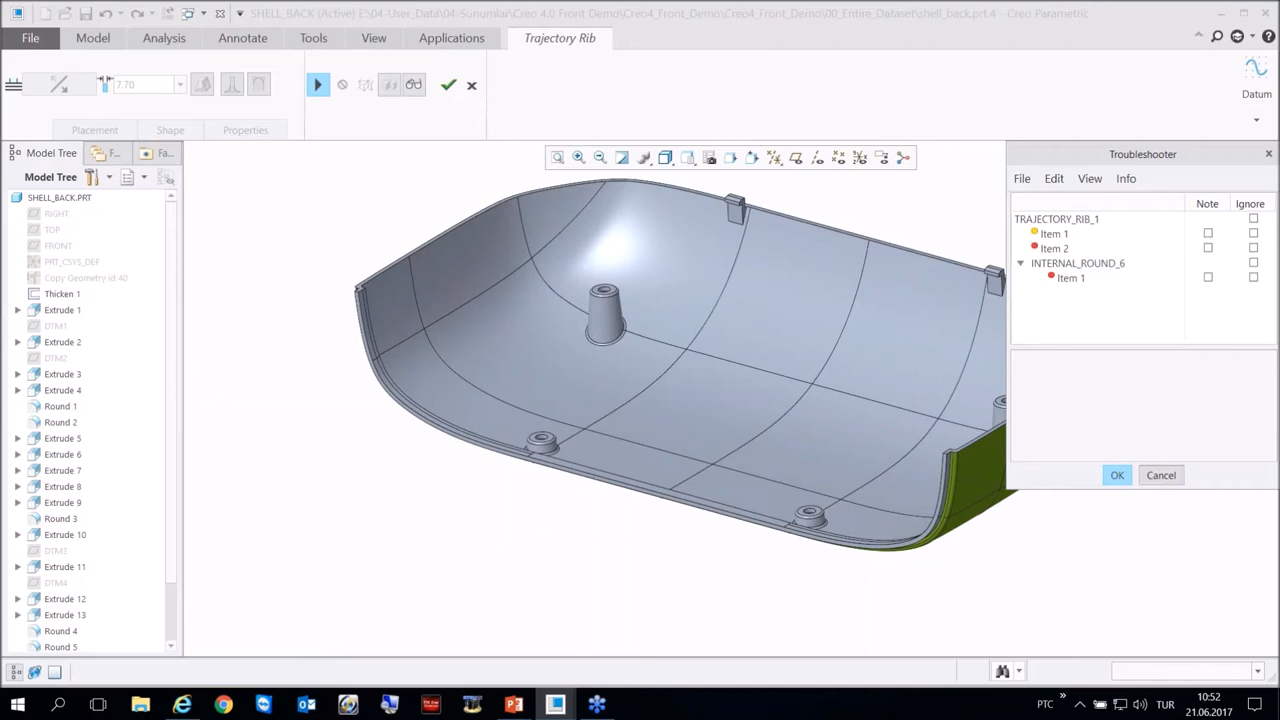 SHELL_BACK (Active) E:\04-User_Data\04-Sunumlar\Creo 4.0 Front Demo\Creo4_Front_Demo\Creo4_Front_Demo\00_Entire_Dataset\shell_back.prt.4 - Creo Parametric
File
Model
Analysis
Annotate
Tools
View
Applications
Trajectory Rib
7.70
Datum
Placement
Shape
Properties
Model Tree
F...
Fa...
Model Tree
SHELL_BACK.PRT
RIGHT
TOP
FRONT
PRT_CSYS_DEF
Copy Geometry id 40
Thicken 1
Extrude 1
DTM1
Extrude 2
DTM2
Extrude 3
Extrude 4
Round 1
Round 2
Extrude 5
Extrude 6
Extrude 7
Extrude 8
Extrude 9
Round 3
Extrude 10
DTM3
Extrude 11
DTM4
Extrude 12
Extrude 13
Round 4
Round 5
Troubleshooter
File
Edit
View
Info
Note
Ignore
TRAJECTORY_RIB_1
Item 1
Item 2
INTERNAL_ROUND_6
Item 1
OK
Cancel
PTC
TUR
10:52
21.06.2017